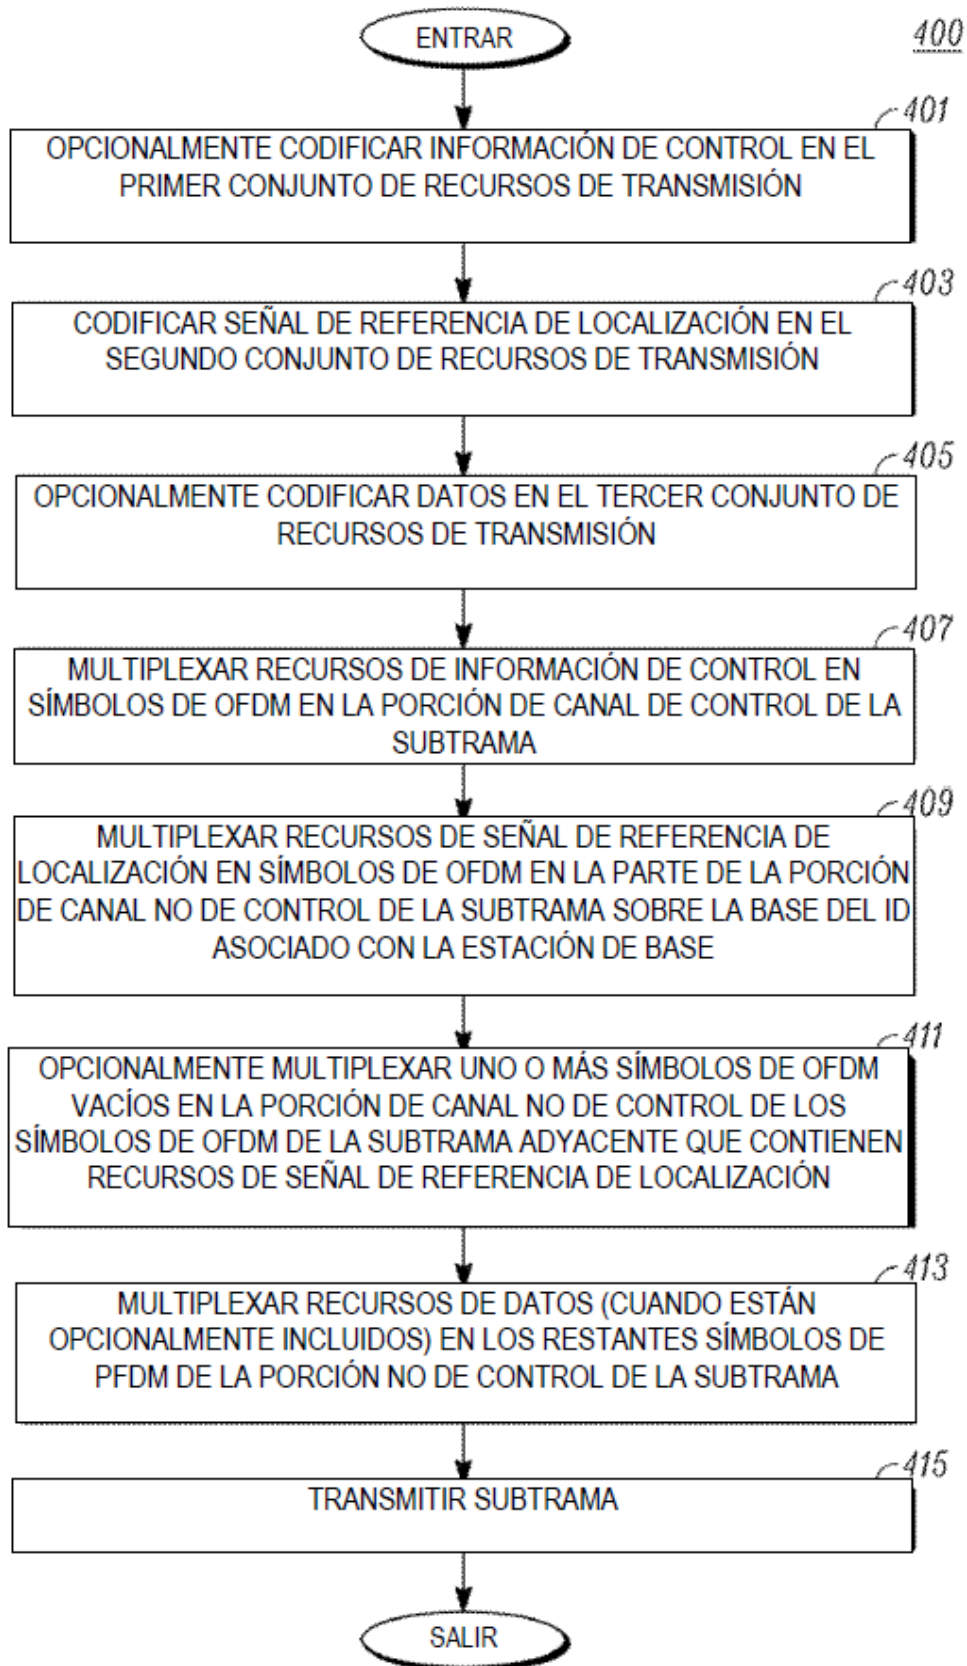 ENTRAR
400
401
OPCIONALMENTE CODIFICAR INFORMACIÓN DE CONTROL EN EL
PRIMER CONJUNTO DE RECURSOS DE TRANSMISIÓN
403
CODIFICAR SEÑAL DE REFERENCIA DE LOCALIZACIÓN EN EL
SEGUNDO CONJUNTO DE RECURSOS DE TRANSMISIÓN
405
OPCIONALMENTE CODIFICAR DATOS EN EL TERCER CONJUNTO DE
RECURSOS DE TRANSMISIÓN
407
MULTIPLEXAR RECURSOS DE INFORMACIÓN DE CONTROL EN
SÍMBOLOS DE OFDM EN LA PORCIÓN DE CANAL DE CONTROL DE LA
SUBTRAMA
409
MULTIPLEXAR RECURSOS DE SEÑAL DE REFERENCIA DE
LOCALIZACIÓN EN SÍMBOLOS DE OFDM EN LA PARTE DE LA PORCIÓN
DE CANAL NO DE CONTROL DE LA SUBTRAMA SOBRE LA BASE DEL ID
ASOCIADO CON LA ESTACIÓN DE BASE
411
OPCIONALMENTE MULTIPLEXAR UNO O MÁS SÍMBOLOS DE OFDM
VACÍOS EN LA PORCIÓN DE CANAL NO DE CONTROL DE LOS
SÍMBOLOS DE OFDM DE LA SUBTRAMA ADYACENTE QUE CONTIENEN
RECURSOS DE SEÑAL DE REFERENCIA DE LOCALIZACIÓN
413
MULTIPLEXAR RECURSOS DE DATOS (CUANDO ESTÁN
OPCIONALMENTE INCLUIDOS) EN LOS RESTANTES SÍMBOLOS DE
PFDM DE LA PORCIÓN NO DE CONTROL DE LA SUBTRAMA
415
TRANSMITIR SUBTRAMA
SALIR